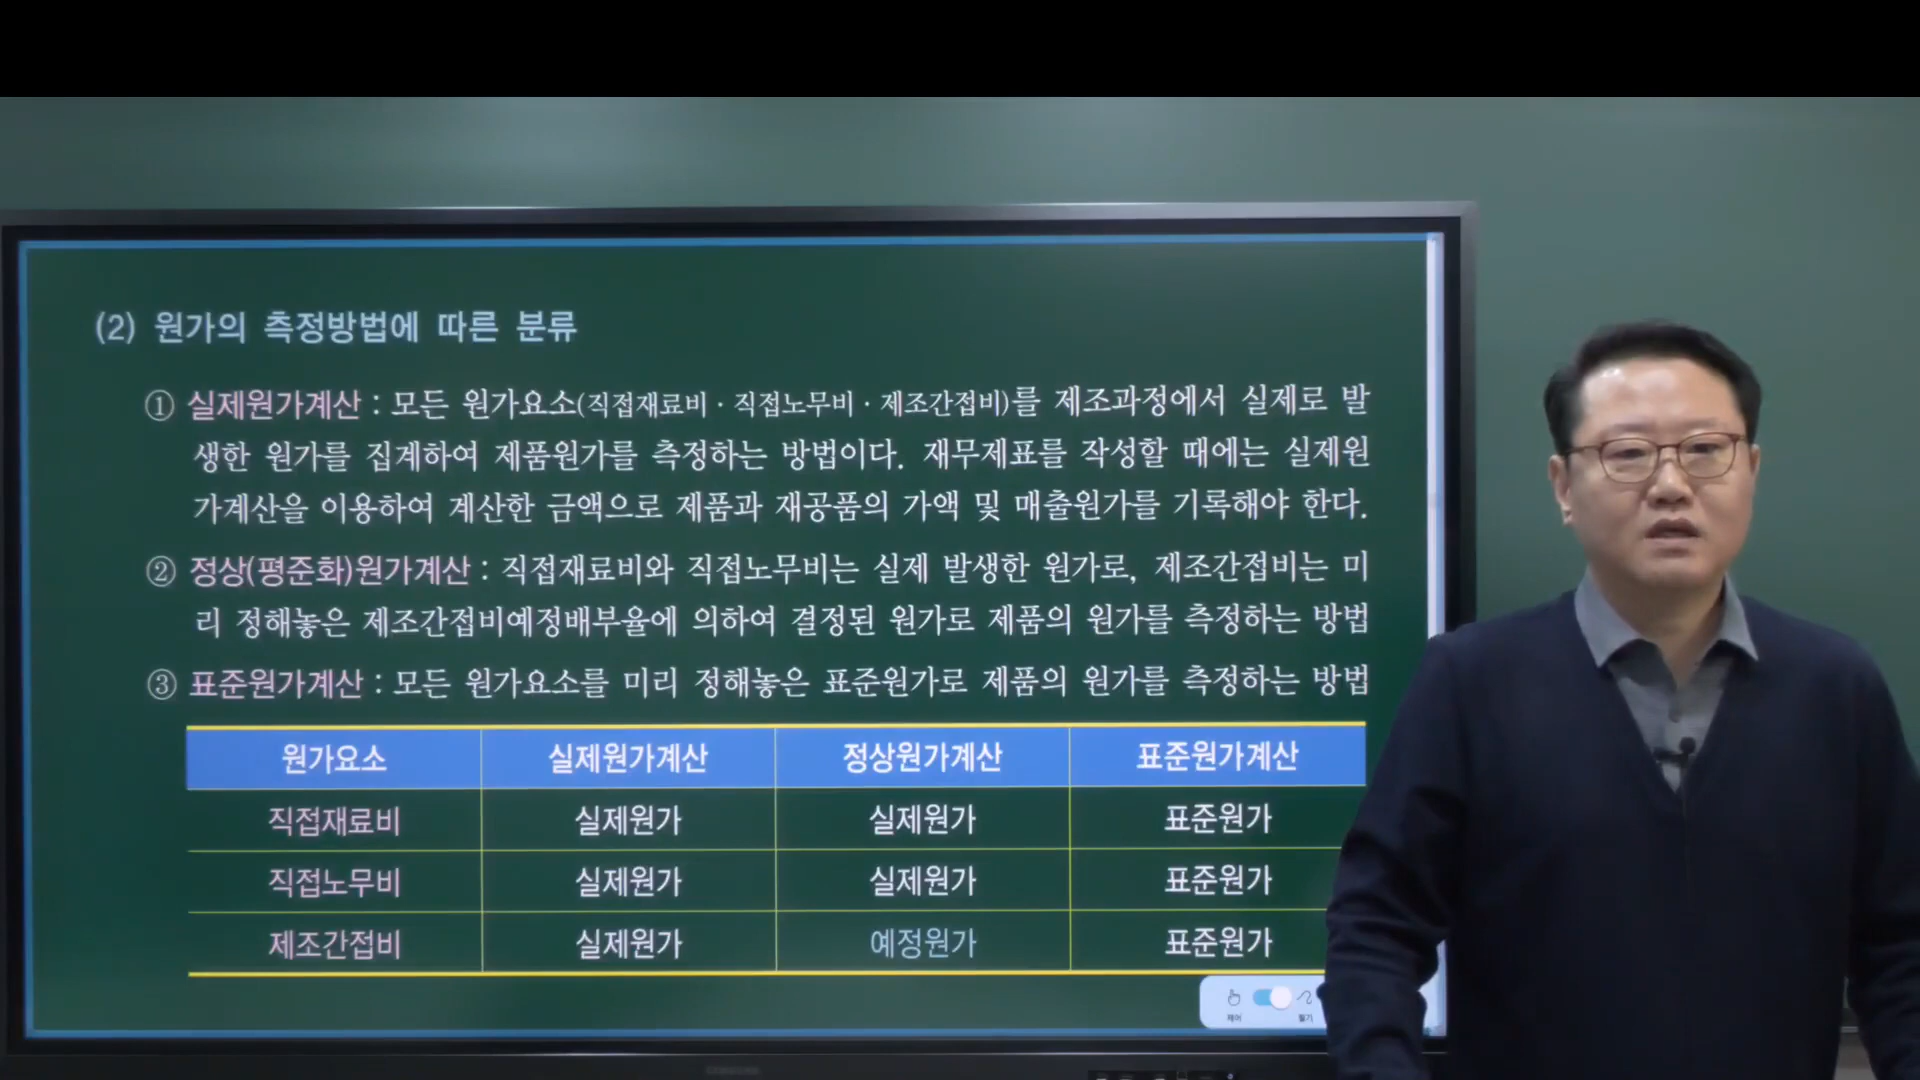 (2) 원가의 측정방법에 따른 분류
① 실제원가계산 : 모든 원가요소(직접재료비 · 직접노무비 · 제조간접비)를 제조과정에서 실제로 발
생한 원가를 집계하여 제품원가를 측정하는 방법이다. 재무제표를 작성할 때에는 실제원
가계산을 이용하여 계산한 금액으로 제품과 재공품의 가액 및 매출원가를 기록해야 한다.
② 정상(평준화)원가계산 : 직접재료비와 직접노무비는 실제 발생한 원가로, 제조간접비는 미
리 정해놓은 제조간접비예정배부율에 의하여 결정된 원가로 제품의 원가를 측정하는 방법
③ 표준원가계산 : 모든 원가요소를 미리 정해놓은 표준원가로 제품의 원가를 측정하는 방법
원가요소 실제원가계산 정상원가계산 표준원가계산
직접재료비 실제원가 실제원가 표준원가
직접노무비 실제원가 실제원가 표준원가
제조간접비 실제원가 예정원가 표준원가
제어 필기